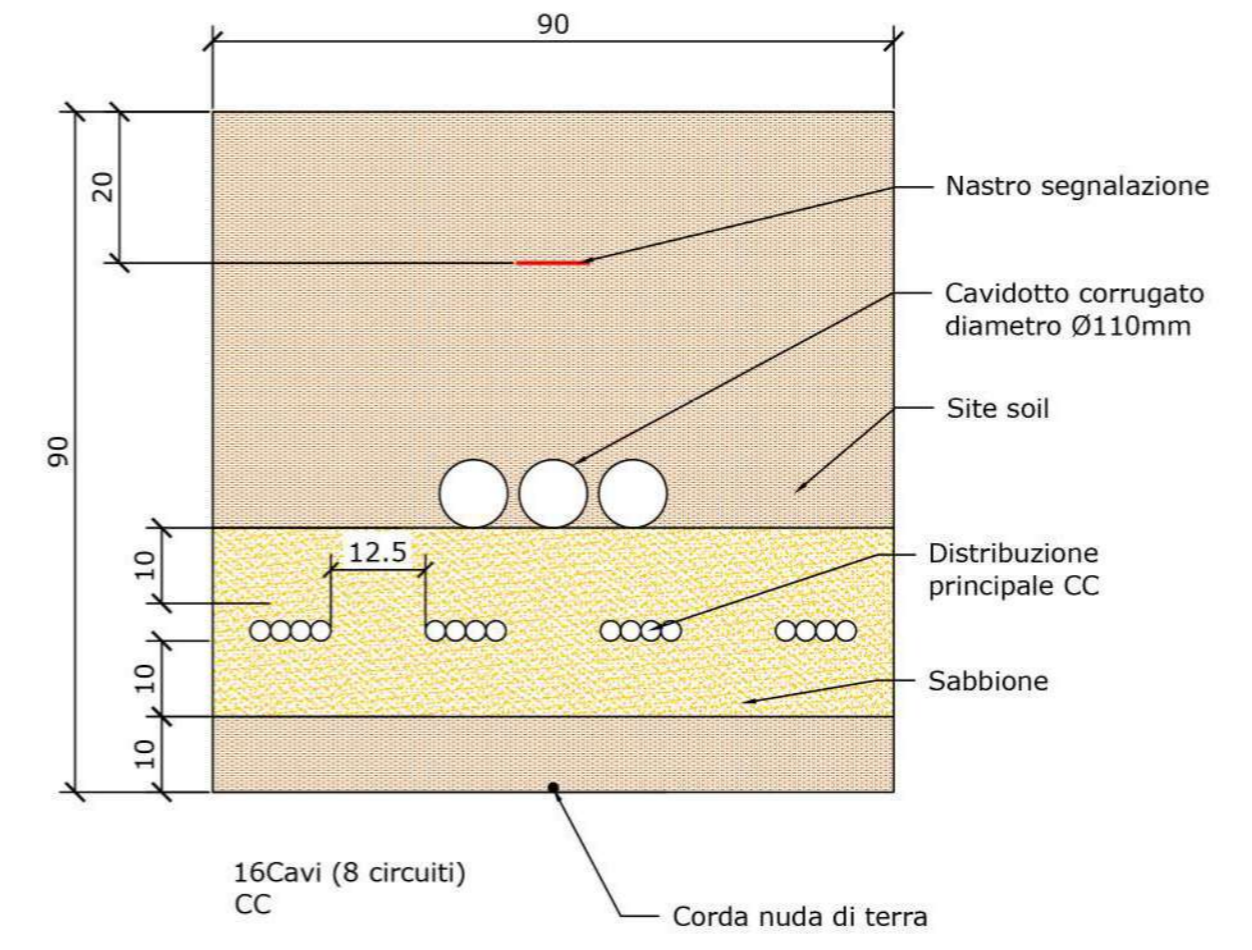 90
20
Nastro segnalazione
Cavidotto corrugato
diametro Ø110mm
Site soil
90
10
12.5
Distribuzione
principale CC
10
Sabbione
10
16Cavi (8 circuiti)
CC
Corda nuda di terra